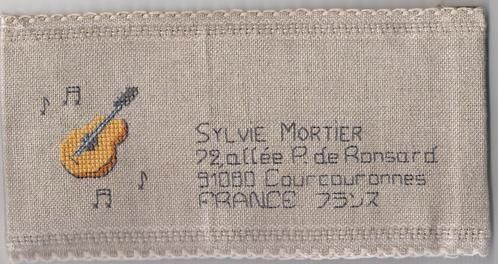 SYLVIE MORTIER
72, allée P. de Ronsard
91080 Courcouronnes
FRANCE フランス